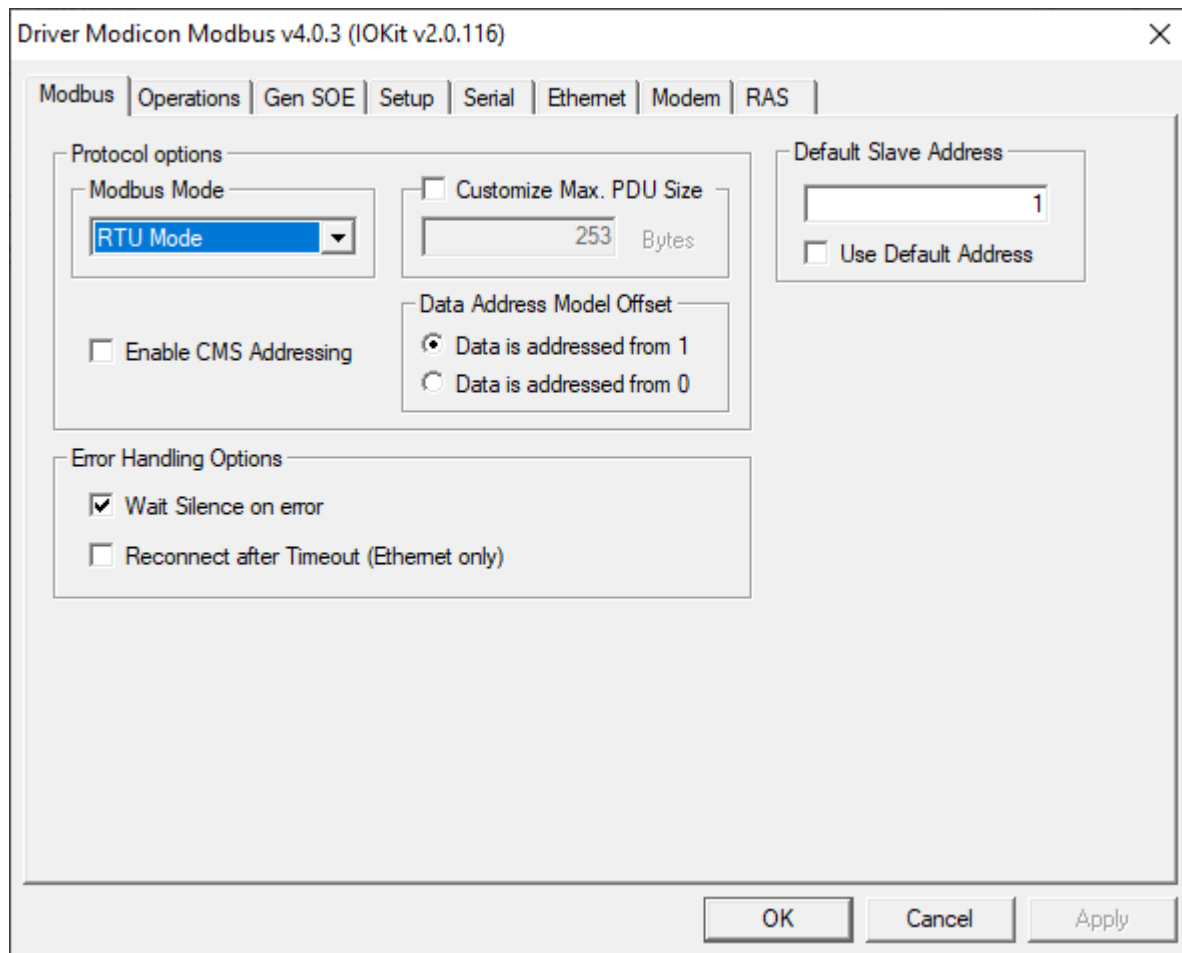 Driver Modicon Modbus v4.0.3 (IOKit v2.0.116)
Modbus Operations Gen SOE Setup Serial Ethernet Modem RAS
Protocol options
Modbus Mode
RTU Mode
Customize Max. PDU Size
253 Bytes
Enable CMS Addressing
Data Address Model Offset
Data is addressed from 1
Data is addressed from 0
Default Slave Address
1
Use Default Address
Error Handling Options
Wait Silence on error
Reconnect after Timeout (Ethernet only)
OK Cancel Apply